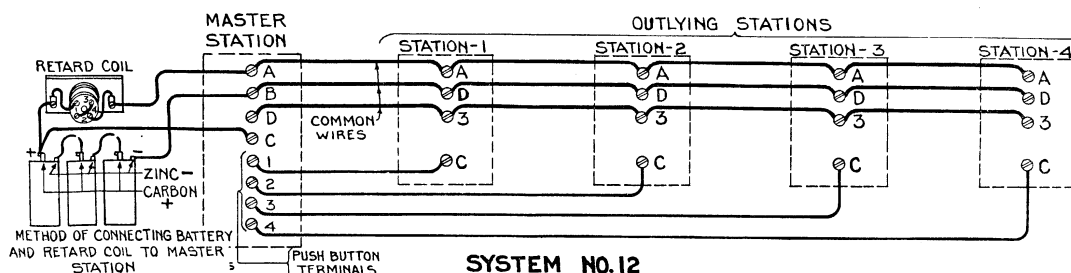 OUTLYING STATIONS
MASTER
STATION
STATION-1
STATION-2
STATION-3
STATION-4
RETARD COIL
A
B
D
C
1
2
3
4
COMMON
WIRES
A
D
3
C
A
D
3
C
A
D
3
C
A
D
3
C
+
−
ZINC −
CARBON
+
METHOD OF CONNECTING BATTERY
AND RETARD COIL TO MASTER
STATION
S
PUSH BUTTON
TERMINALS
SYSTEM NO.12